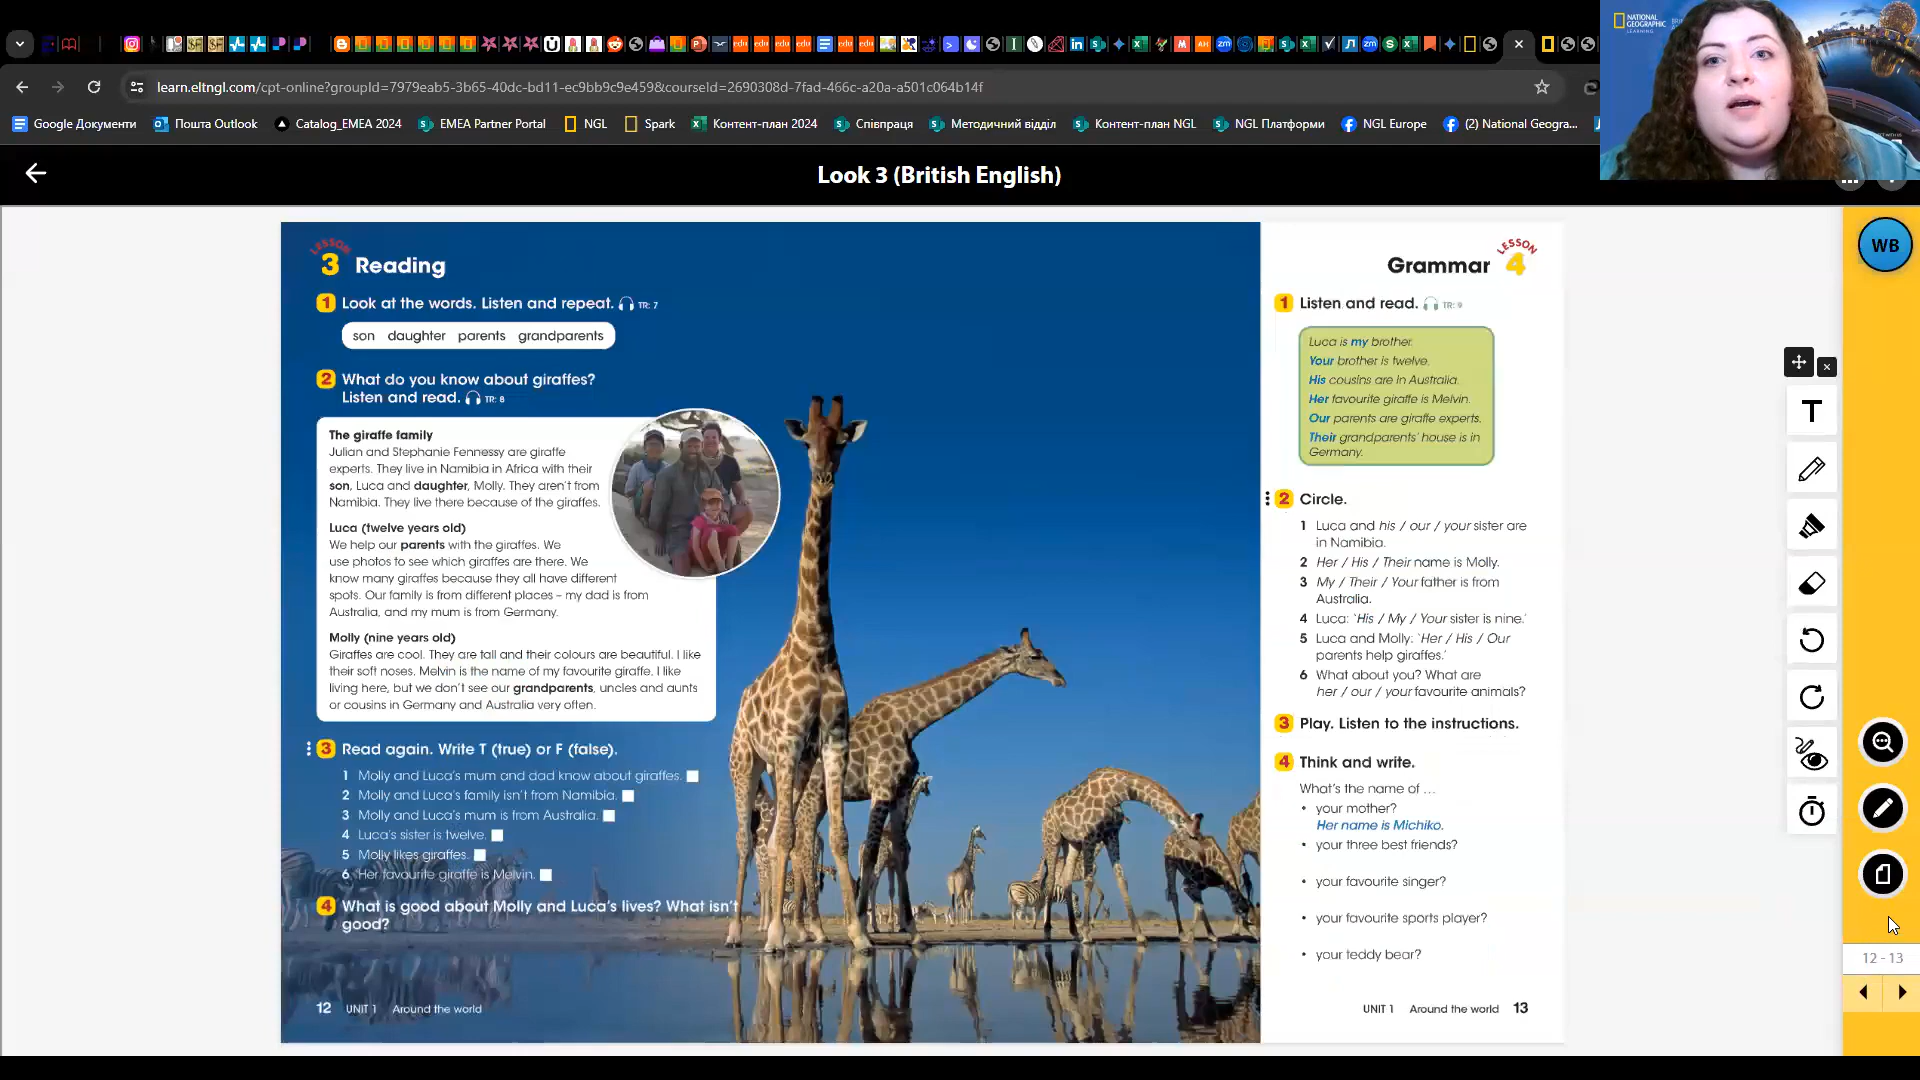 NATIONAL
GEOGRAPHIC
LEARNING
learn.eltngl.com/cpt-online?groupId=7979eab5-3b65-40dc-bd11-ec9bb9c9e459&courseId=2690308d-7fad-466c-a20a-a501c064b14f
Google Документи
Пошта Outlook
Catalog_EMEA 2024
EMEA Partner Portal
NGL
Spark
Контент-план 2024
Співпраця
Методичний відділ
Контент-план NGL
NGL Платформи
NGL Europe
(2) National Geogra...
Look 3 (British English)
WB
LESSON
3 Reading
1 Look at the words. Listen and repeat. TR: 7
son daughter parents grandparents
2 What do you know about giraffes?
Listen and read. TR: 8
The giraffe family
Julian and Stephanie Fennessy are giraffe
experts. They live in Namibia in Africa with their
son, Luca and daughter, Molly. They aren't from
Namibia. They live there because of the giraffes.
Luca (twelve years old)
We help our parents with the giraffes. We
use photos to see which giraffes are there. We
know many giraffes because they all have different
spots. Our family is from different places – my dad is from
Australia, and my mum is from Germany.
Molly (nine years old)
Giraffes are cool. They are tall and their colours are beautiful. I like
their soft noses. Melvin is the name of my favourite giraffe. I like
living here, but we don't see our grandparents, uncles and aunts
or cousins in Germany and Australia very often.
3 Read again. Write T (true) or F (false).
1 Molly and Luca's mum and dad know about giraffes.
2 Molly and Luca's family isn't from Namibia.
3 Molly and Luca's mum is from Australia.
4 Luca's sister is twelve.
5 Molly likes giraffes.
6 Her favourite giraffe is Melvin.
4 What is good about Molly and Luca's lives? What isn't
good?
12 UNIT 1 Around the world
LESSON
Grammar 4
1 Listen and read. TR: 9
Luca is my brother.
Your brother is twelve.
His cousins are in Australia.
Her favourite giraffe is Melvin.
Our parents are giraffe experts.
Their grandparents' house is in
Germany.
2 Circle.
1 Luca and his / our / your sister are
in Namibia.
2 Her / His / Their name is Molly.
3 My / Their / Your father is from
Australia.
4 Luca: 'His / My / Your sister is nine.'
5 Luca and Molly: 'Her / His / Our
parents help giraffes.'
6 What about you? What are
her / our / your favourite animals?
3 Play. Listen to the instructions.
4 Think and write.
What's the name of ...
• your mother?
Her name is Michiko.
• your three best friends?
• your favourite singer?
• your favourite sports player?
• your teddy bear?
UNIT 1 Around the world 13
T
12 - 13